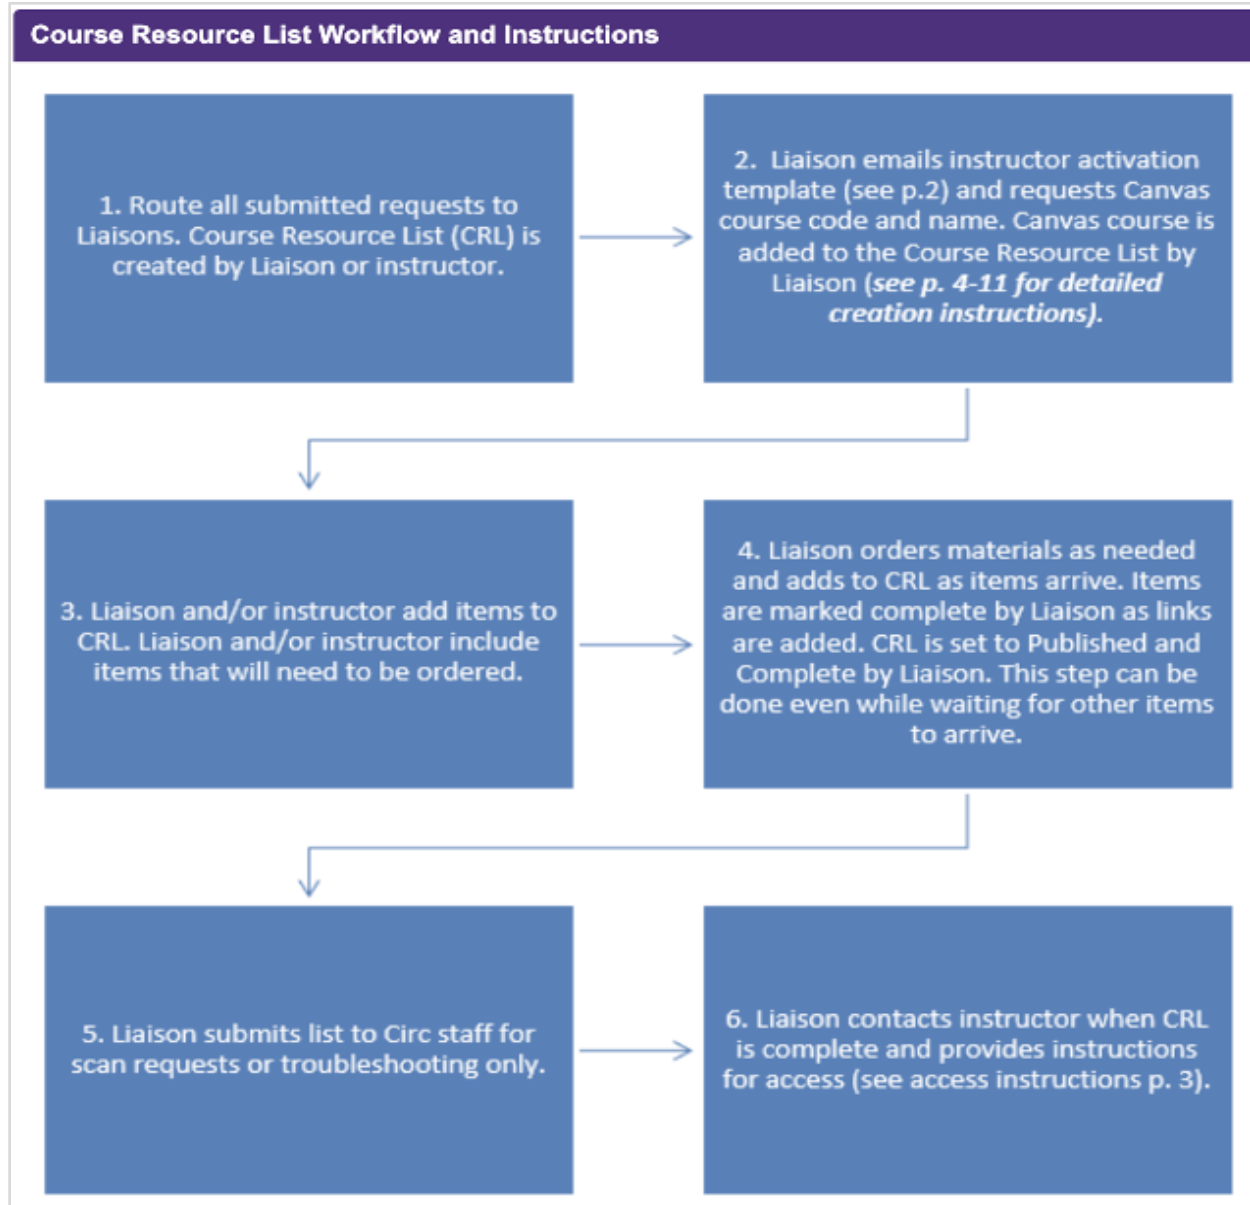 Course Resource List Workflow and Instructions
1. Route all submitted requests to
Liaisons. Course Resource List (CRL) is
created by Liaison or instructor.
2.  Liaison emails instructor activation
template (see p.2) and requests Canvas
course code and name. Canvas course is
added to the Course Resource List by
Liaison (see p. 4-11 for detailed
creation instructions).
3. Liaison and/or instructor add items to
CRL. Liaison and/or instructor include
items that will need to be ordered.
4. Liaison orders materials as needed
and adds to CRL as items arrive. Items
are marked complete by Liaison as links
are added. CRL is set to Published and
Complete by Liaison. This step can be
done even while waiting for other items
to arrive.
5. Liaison submits list to Circ staff for
scan requests or troubleshooting only.
6. Liaison contacts instructor when CRL
is complete and provides instructions
for access (see access instructions p. 3).